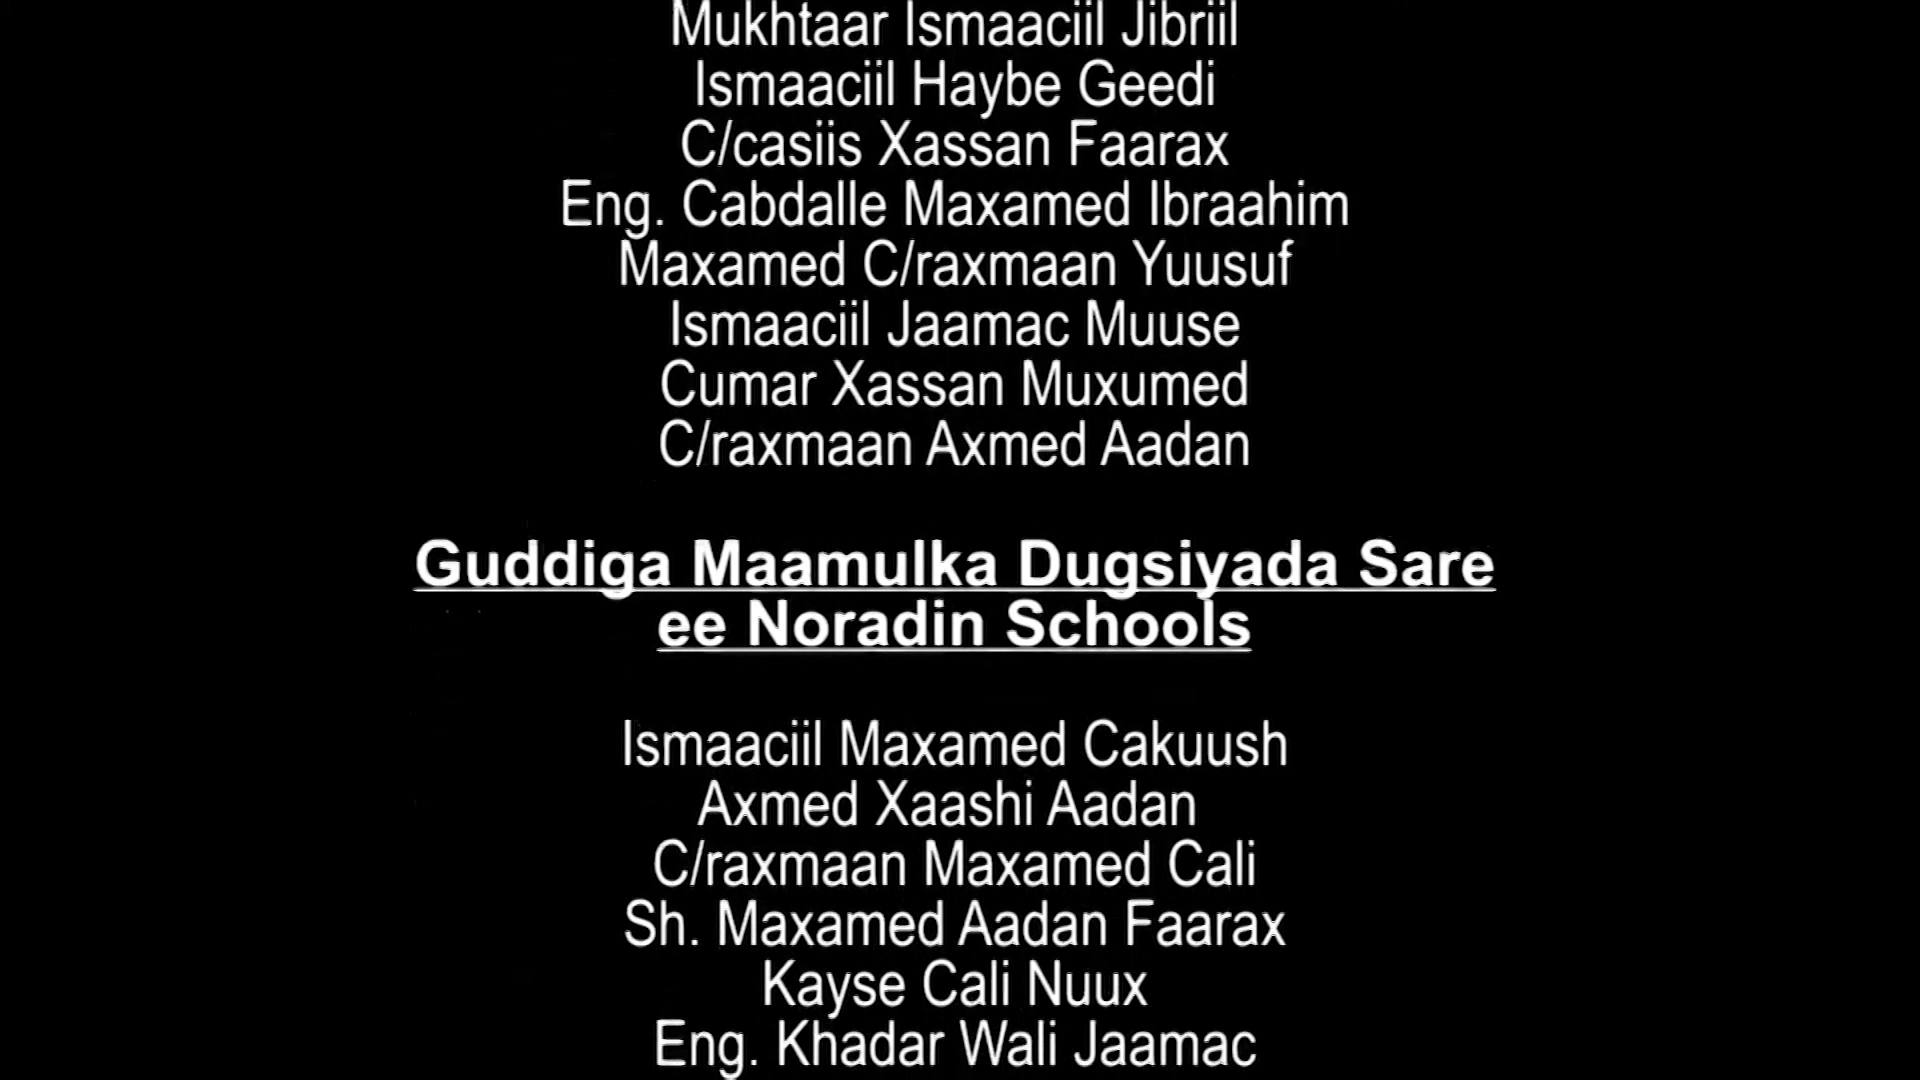 Mukhtaar Ismaaciil Jibriil
Ismaaciil Haybe Geedi
C/casiis Xassan Faarax
Eng. Cabdalle Maxamed Ibraahim
Maxamed C/raxmaan Yuusuf
Ismaaciil Jaamac Muuse
Cumar Xassan Muxumed
C/raxmaan Axmed Aadan
Guddiga Maamulka Dugsiyada Sare
ee Noradin Schools
Ismaaciil Maxamed Cakuush
Axmed Xaashi Aadan
C/raxmaan Maxamed Cali
Sh. Maxamed Aadan Faarax
Kayse Cali Nuux
Eng. Khadar Wali Jaamac